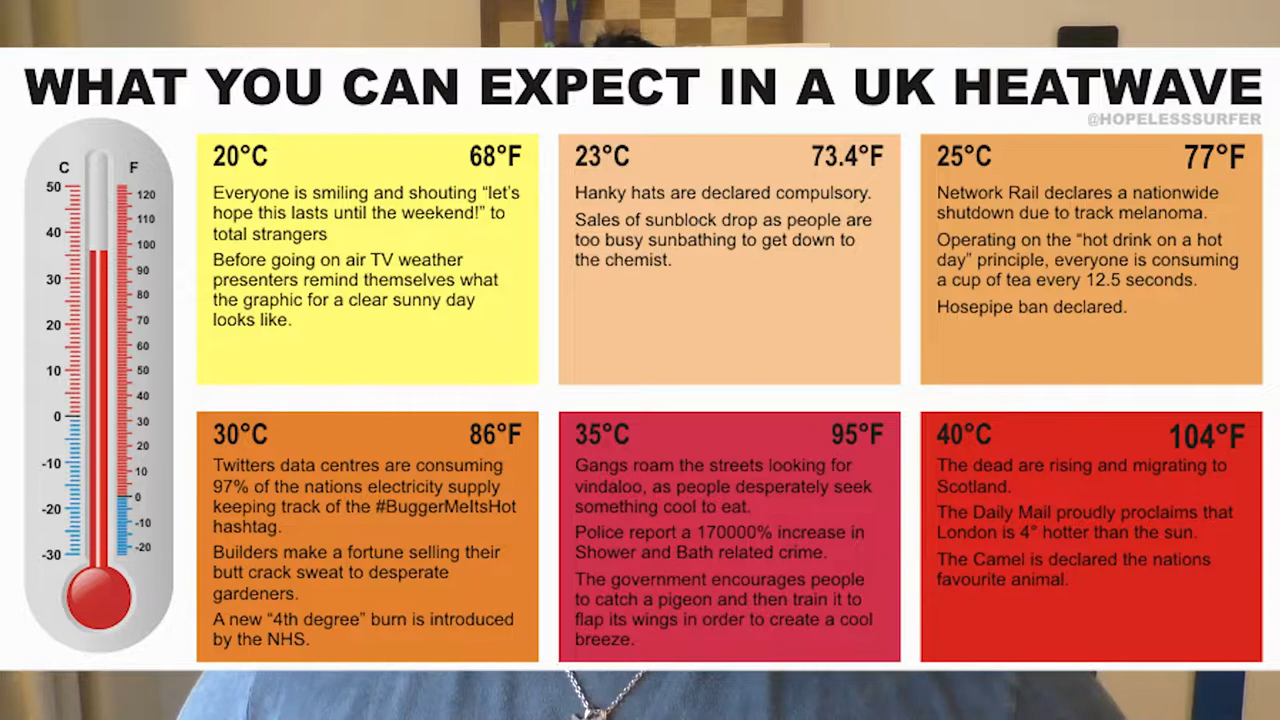 WHAT YOU CAN EXPECT IN A UK HEATWAVE
@HOPELESSSURFER
C F
50
40
30
20
10
0
-10
-20
-30
120
110
100
90
80
70
60
50
40
30
20
10
0
-10
-20
20°C 68°F
Everyone is smiling and shouting “let’s
hope this lasts until the weekend!” to
total strangers
Before going on air TV weather
presenters remind themselves what
the graphic for a clear sunny day
looks like.
23°C 73.4°F
Hanky hats are declared compulsory.
Sales of sunblock drop as people are
too busy sunbathing to get down to
the chemist.
25°C 77°F
Network Rail declares a nationwide
shutdown due to track melanoma.
Operating on the “hot drink on a hot
day” principle, everyone is consuming
a cup of tea every 12.5 seconds.
Hosepipe ban declared.
30°C 86°F
Twitters data centres are consuming
97% of the nations electricity supply
keeping track of the #BuggerMeItsHot
hashtag.
Builders make a fortune selling their
butt crack sweat to desperate
gardeners.
A new “4th degree” burn is introduced
by the NHS.
35°C 95°F
Gangs roam the streets looking for
vindaloo, as people desperately seek
something cool to eat.
Police report a 170000% increase in
Shower and Bath related crime.
The government encourages people
to catch a pigeon and then train it to
flap its wings in order to create a cool
breeze.
40°C 104°F
The dead are rising and migrating to
Scotland.
The Daily Mail proudly proclaims that
London is 4° hotter than the sun.
The Camel is declared the nations
favourite animal.